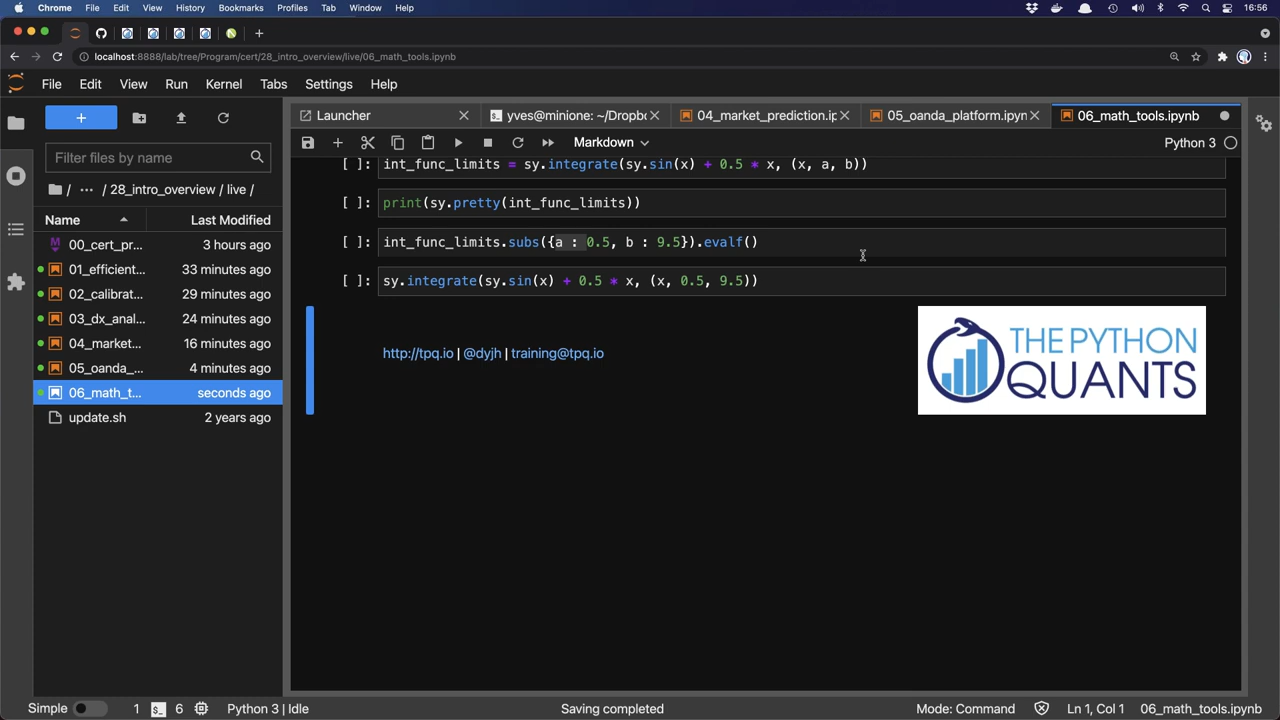 Chrome File Edit View History Bookmarks Profiles Tab Window Help 16:56
localhost:8888/lab/tree/Program/cert/28_intro_overview/live/06_math_tools.ipynb
File Edit View Run Kernel Tabs Settings Help
Launcher yves@minione: ~/Dropbo 04_market_prediction.ip 05_oanda_platform.ipyn 06_math_tools.ipynb
Markdown Python 3
Filter files by name
/ ... / 28_intro_overview / live /
Name Last Modified
00_cert_pr... 3 hours ago
01_efficient... 33 minutes ago
02_calibrat... 29 minutes ago
03_dx_anal... 24 minutes ago
04_market... 16 minutes ago
05_oanda_... 4 minutes ago
06_math_t... seconds ago
update.sh 2 years ago
[ ]: int_func_limits = sy.integrate(sy.sin(x) + 0.5 * x, (x, a, b))
[ ]: print(sy.pretty(int_func_limits))
[ ]: int_func_limits.subs({a : 0.5, b : 9.5}).evalf()
[ ]: sy.integrate(sy.sin(x) + 0.5 * x, (x, 0.5, 9.5))
http://tpq.io | @dyjh | training@tpq.io
THE PYTHON
QUANTS
Simple 1 $_ 6 Python 3 | Idle Saving completed Mode: Command Ln 1, Col 1 06_math_tools.ipynb